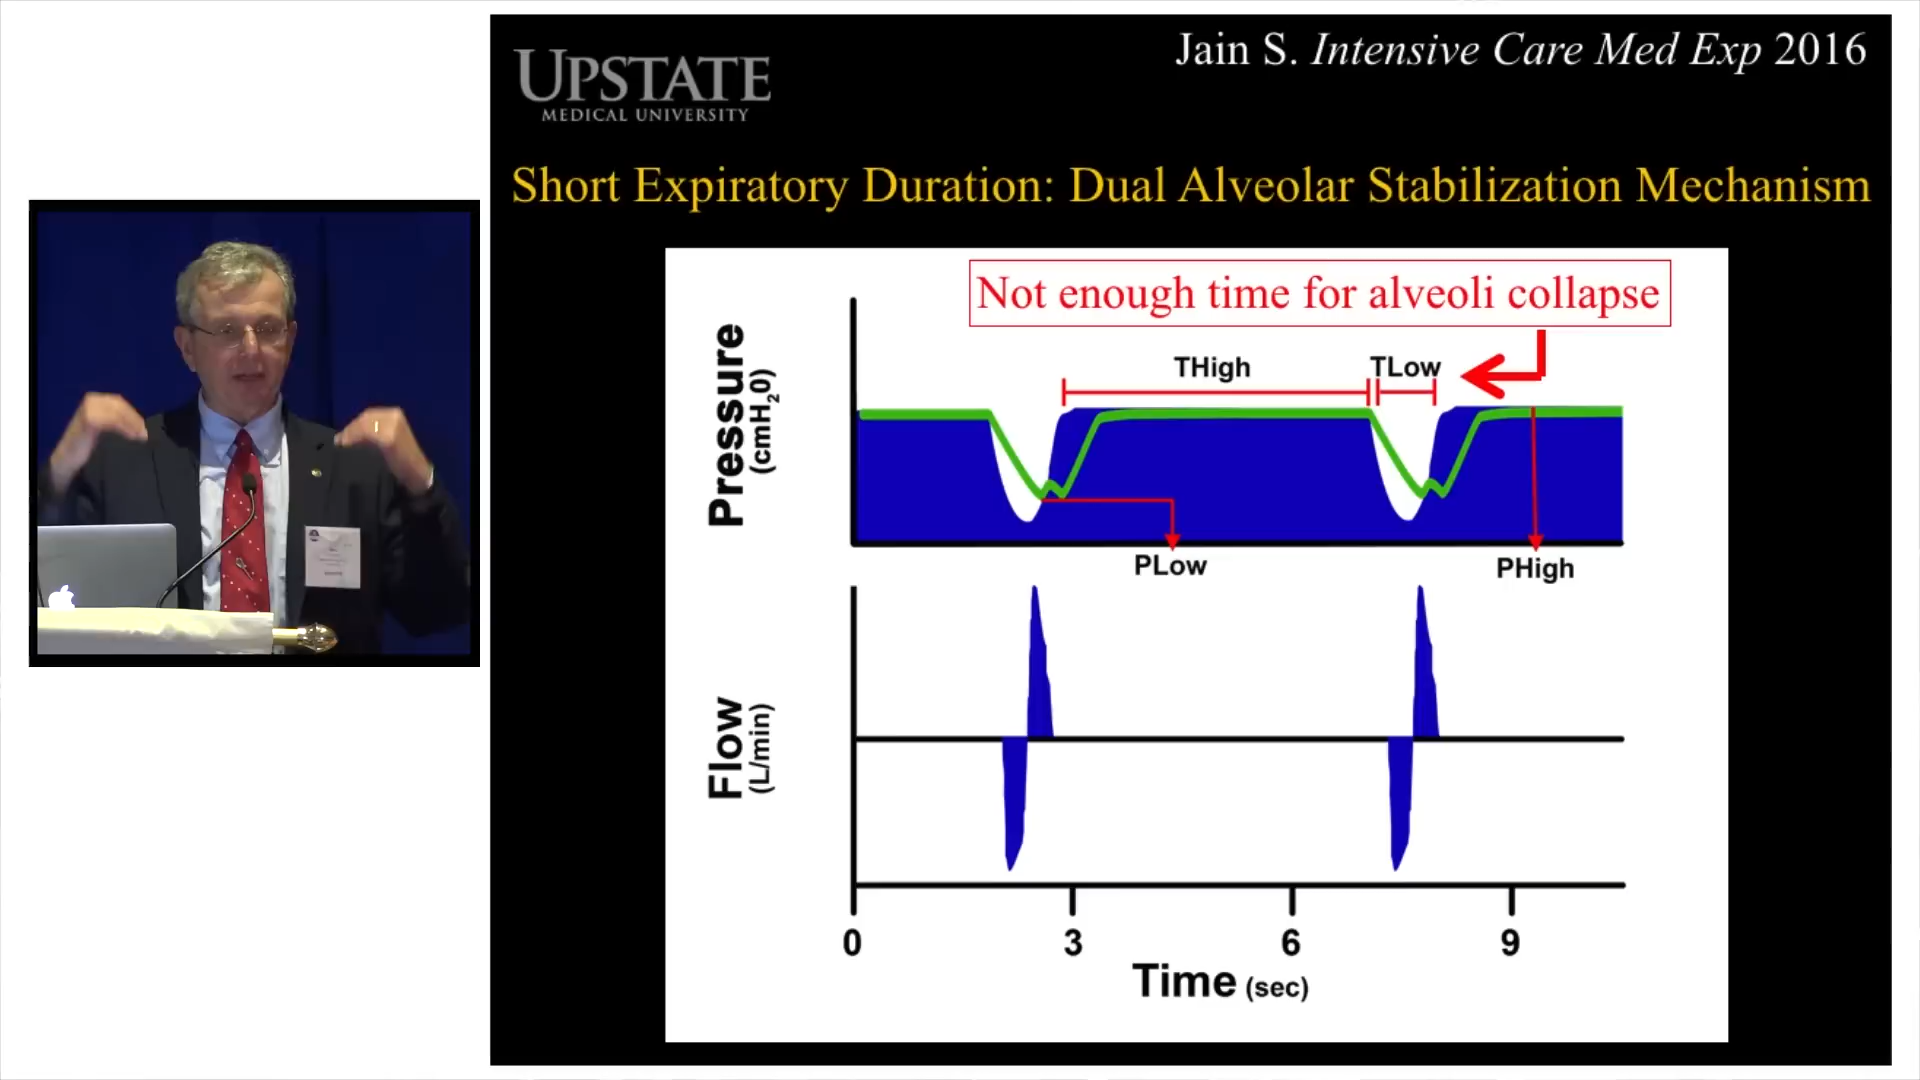 Jain S. Intensive Care Med Exp 2016
UPSTATE
MEDICAL UNIVERSITY
Short Expiratory Duration: Dual Alveolar Stabilization Mechanism
Not enough time for alveoli collapse
THigh
TLow
Pressure
(cmH₂0)
PLow
PHigh
Flow
(L/min)
0 3 6 9
Time (sec)